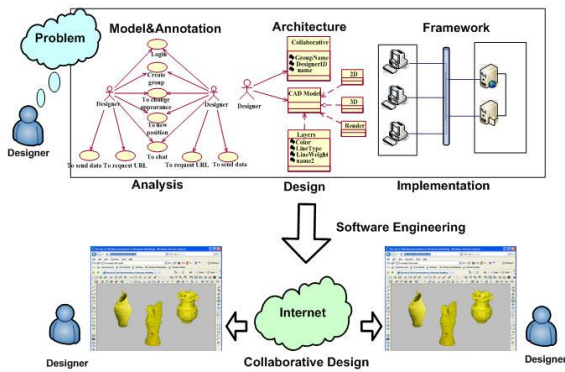 Problem
Model&Annotation
Architecture
Framework
Login
Create
group
To change
appearance
To new
position
To chat
Designer
Designer
To send data
To request URL
To request URL
To send data
Designer
Collaborative
GroupName
DesignerID
name
CAD Model
2D
3D
Render
Layers
Color
LineType
LineWeight
name2
Designer
Analysis
Design
Implementation
Software Engineering
Internet
Designer
Collaborative Design
Designer